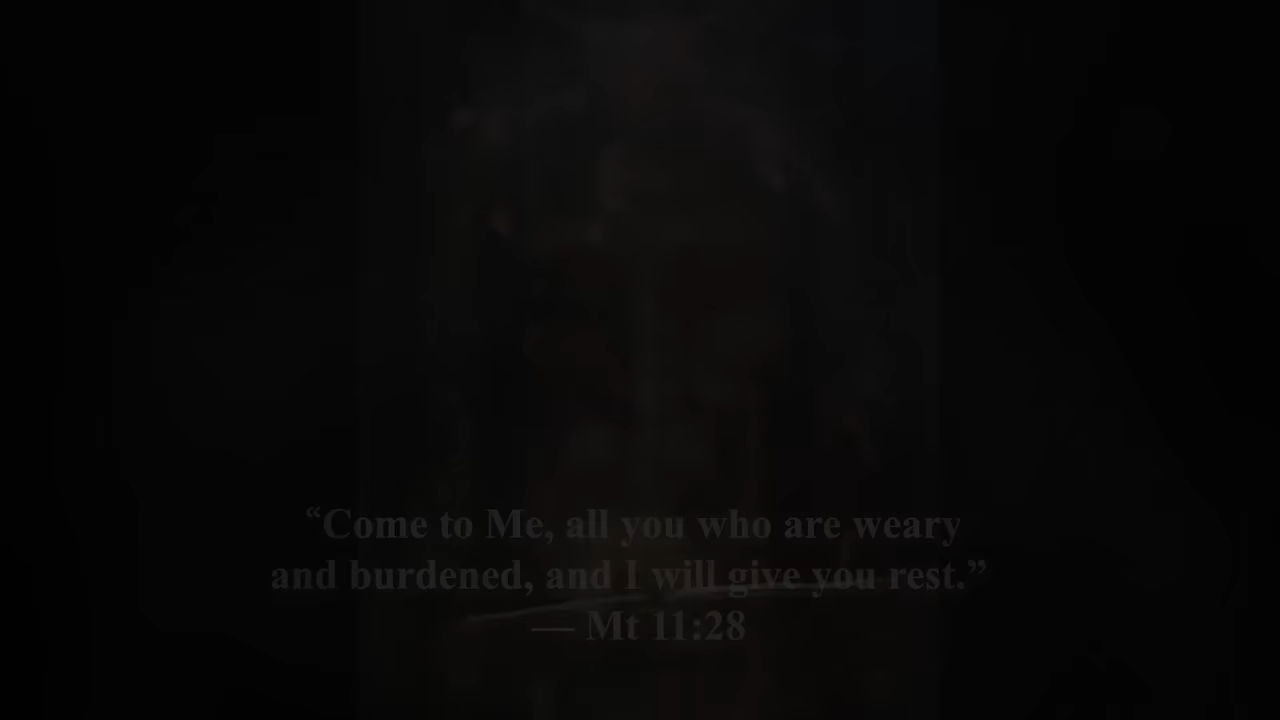 “Come to Me, all you who are weary
and burdened, and I will give you rest.”
— Mt 11:28